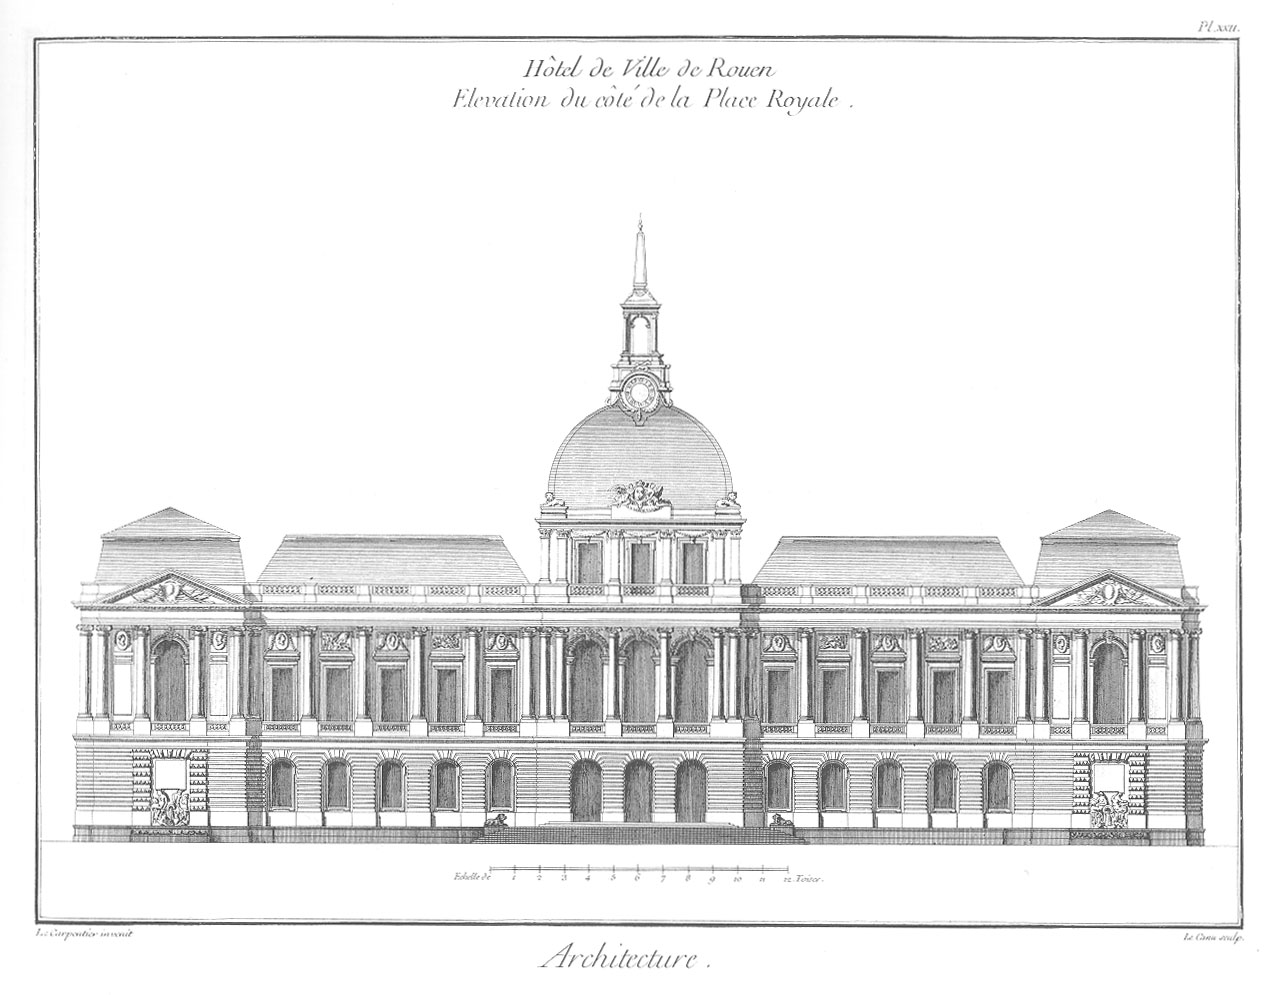 Pl. XXII.
Hôtel de Ville de Rouen
Elevation du côté de la Place Royale .
Echelle de 1 2 3 4 5 6 7 8 9 10 11 12 Toises.
Le Carpentier invenit
Le Canu sculp.
Architecture .